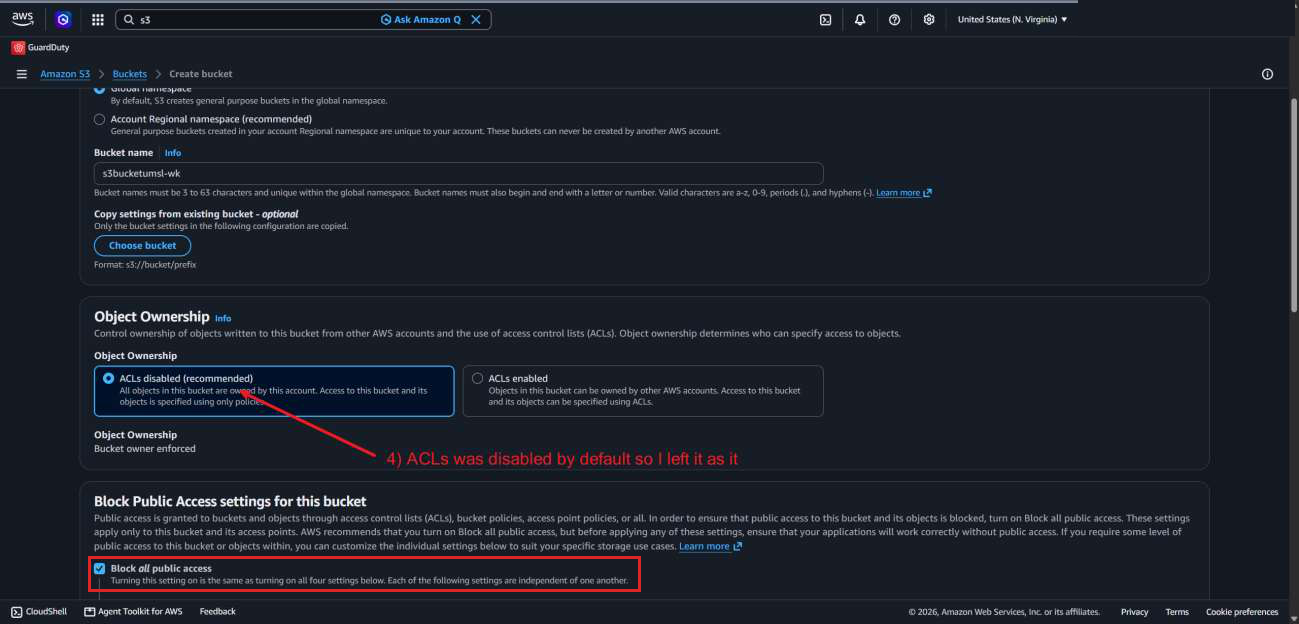 aws
s3
Ask Amazon Q
United States (N. Virginia)
GuardDuty
Amazon S3 > Buckets > Create bucket
Global namespace
By default, S3 creates general purpose buckets in the global namespace.
Account Regional namespace (recommended)
General purpose buckets created in your account Regional namespace are unique to your account. These buckets can never be created by another AWS account.
Bucket name Info
s3bucketumsl-wk
Bucket names must be 3 to 63 characters and unique within the global namespace. Bucket names must also begin and end with a letter or number. Valid characters are a-z, 0-9, periods (.), and hyphens (-). Learn more
Copy settings from existing bucket - optional
Only the bucket settings in the following configuration are copied.
Choose bucket
Format: s3://bucket/prefix
Object Ownership Info
Control ownership of objects written to this bucket from other AWS accounts and the use of access control lists (ACLs). Object ownership determines who can specify access to objects.
Object Ownership
ACLs disabled (recommended)
All objects in this bucket are owned by this account. Access to this bucket and its
objects is specified using only policies.
ACLs enabled
Objects in this bucket can be owned by other AWS accounts. Access to this bucket
and its objects can be specified using ACLs.
Object Ownership
Bucket owner enforced
4) ACLs was disabled by default so I left it as it
Block Public Access settings for this bucket
Public access is granted to buckets and objects through access control lists (ACLs), bucket policies, access point policies, or all. In order to ensure that public access to this bucket and its objects is blocked, turn on Block all public access. These settings
apply only to this bucket and its access points. AWS recommends that you turn on Block all public access, but before applying any of these settings, ensure that your applications will work correctly without public access. If you require some level of
public access to this bucket or objects within, you can customize the individual settings below to suit your specific storage use cases. Learn more
Block all public access
Turning this setting on is the same as turning on all four settings below. Each of the following settings are independent of one another.
CloudShell Agent Toolkit for AWS Feedback © 2026, Amazon Web Services, Inc. or its affiliates. Privacy Terms Cookie preferences